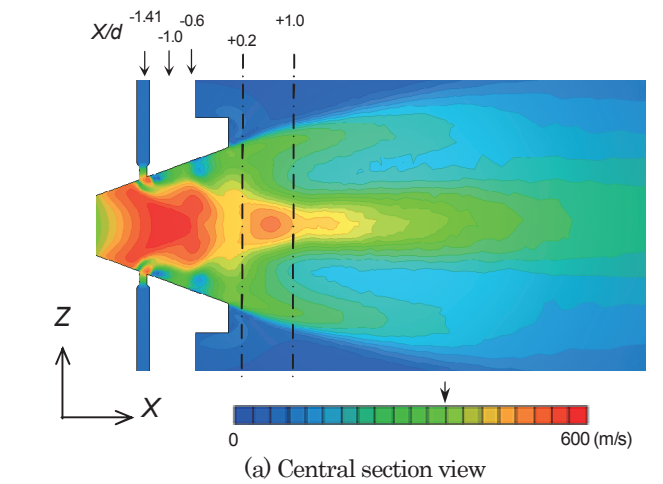 X/d -1.41 -1.0 -0.6 +0.2 +1.0
Z
X
0 600 (m/s)
(a) Central section view